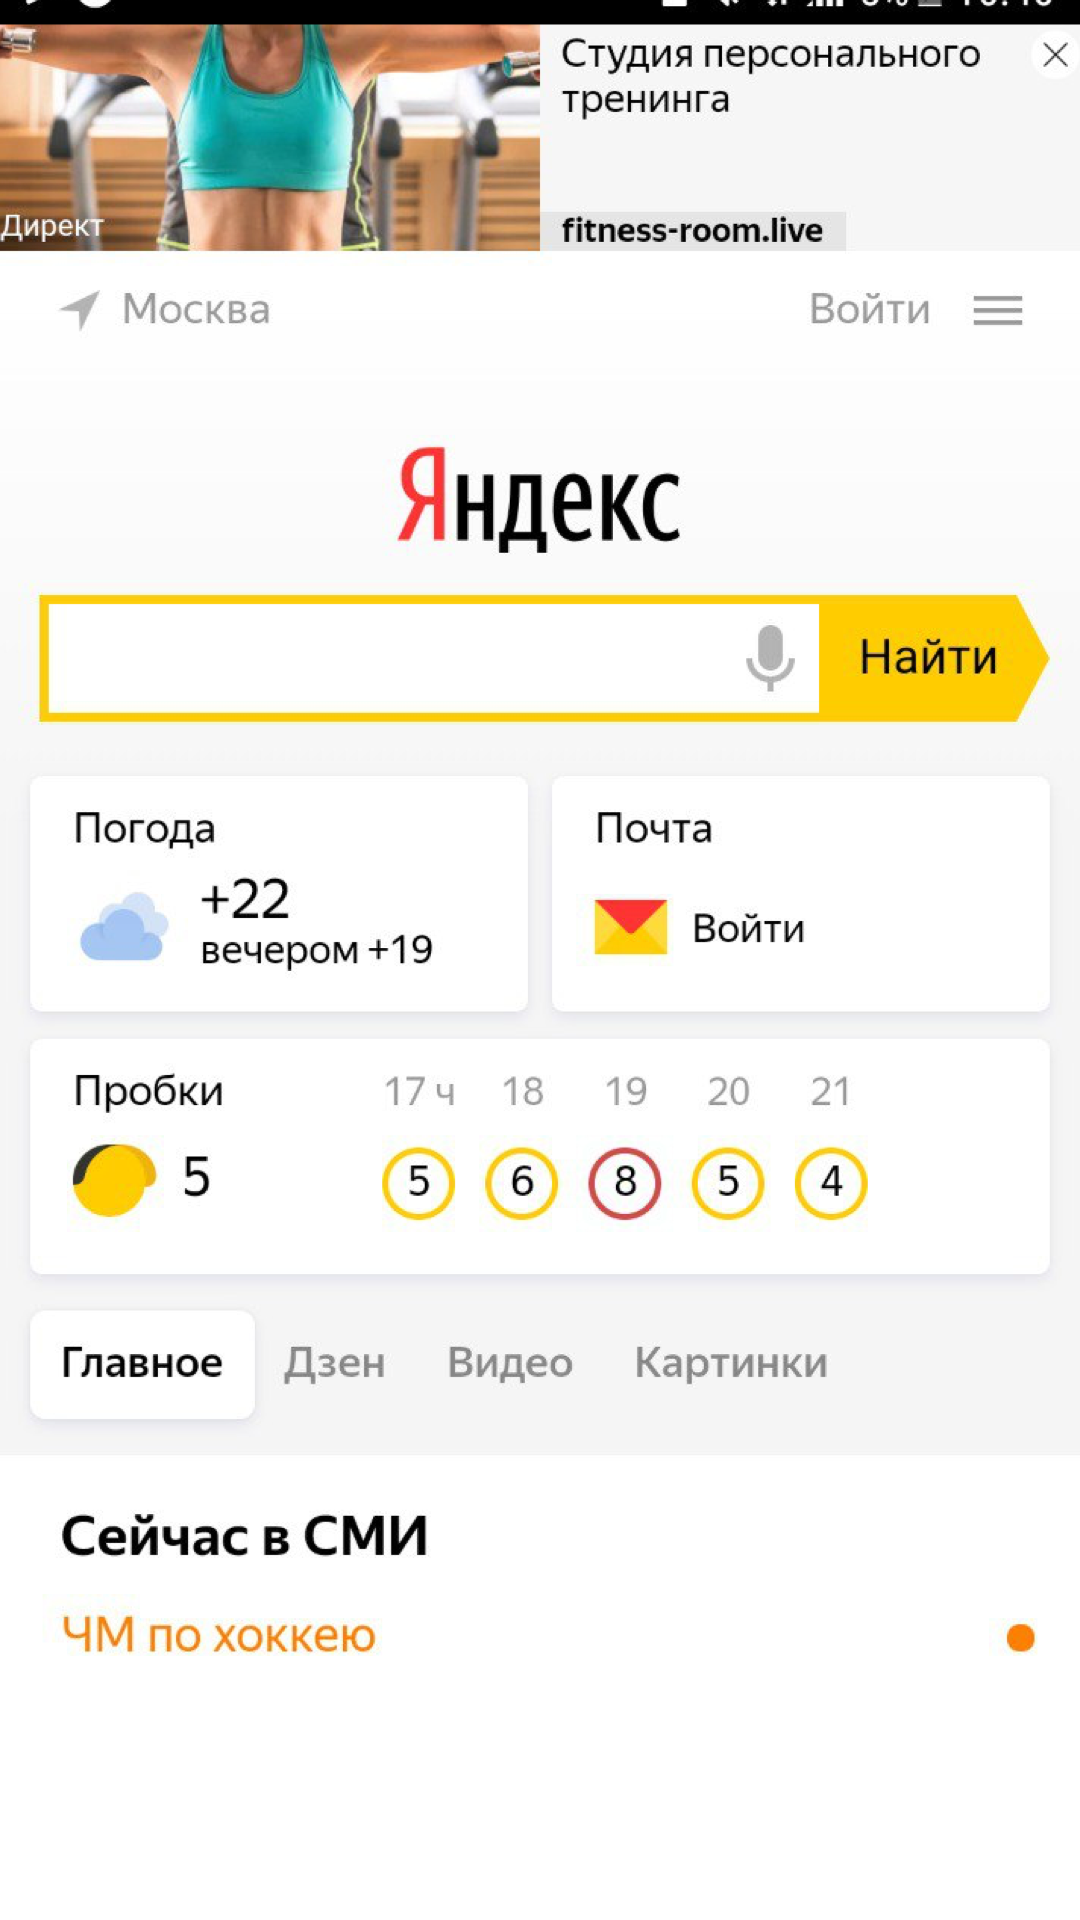 Студия персонального
тренинга
Директ
fitness-room.live
Москва
Войти
Яндекс
Найти
Погода
+22
вечером +19
Почта
Войти
Пробки
17 ч 18 19 20 21
5
5 6 8 5 4
Главное Дзен Видео Картинки
Сейчас в СМИ
ЧМ по хоккею